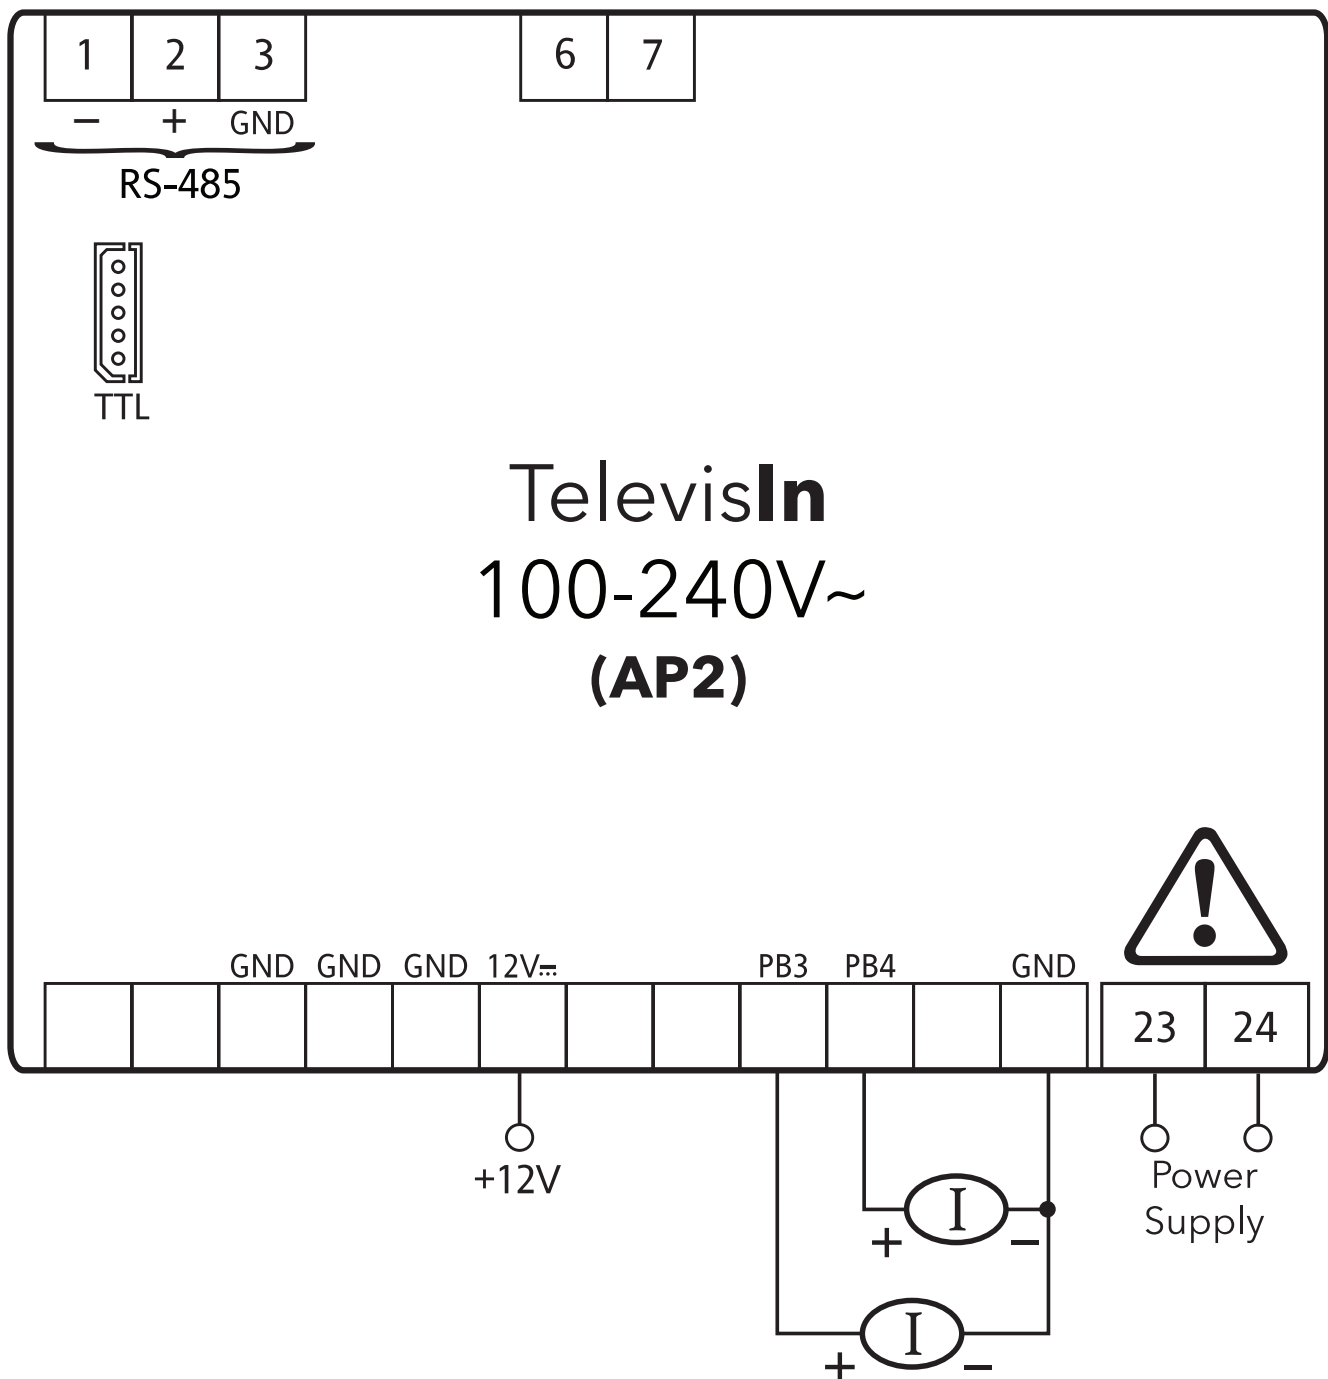 1 2 3 6 7
− + GND
RS-485
TTL
TelevisIn
100-240V~
(AP2)
!
GND GND GND 12V⎓ PB3 PB4 GND
23 24
+12V
Power
Supply
I
+ −
I
+ −